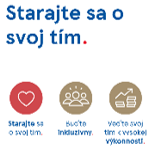 Starajte sa o
svoj tím.
Starajte sa
o svoj tím.
Buďte
inkluzívny.
Veďte svoj
tím k vysokej
výkonnosti.